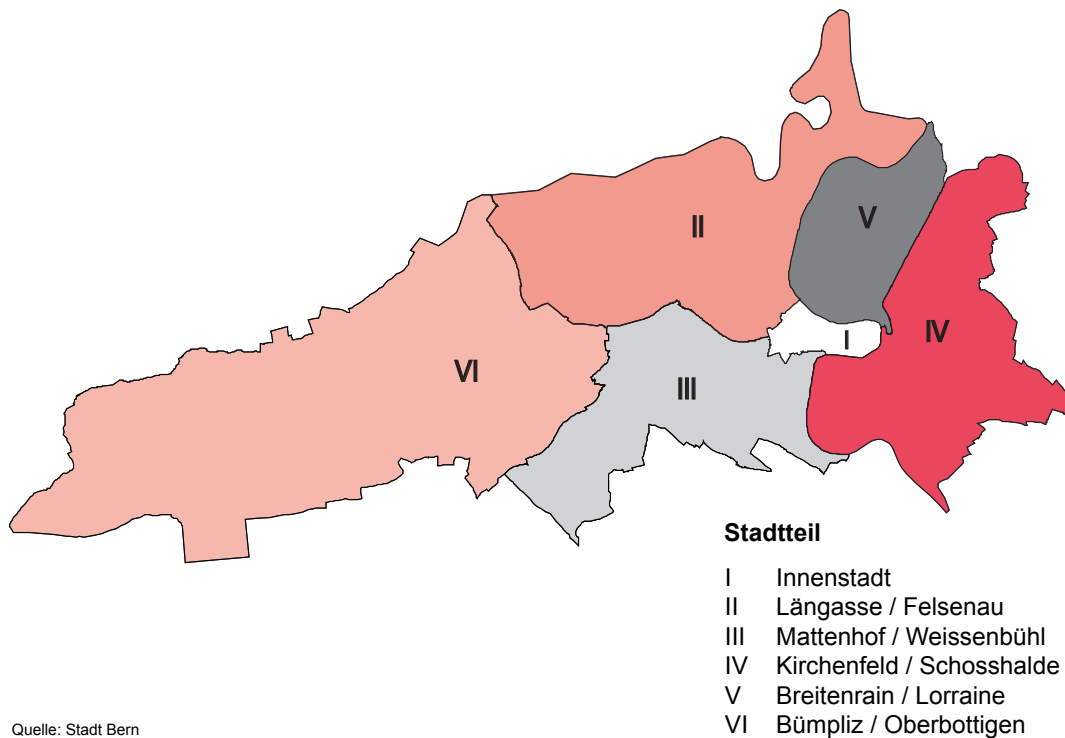 II
V
I
IV
VI
III
Stadtteil
I Innenstadt
II Längasse / Felsenau
III Mattenhof / Weissenbühl
IV Kirchenfeld / Schosshalde
V Breitenrain / Lorraine
VI Bümpliz / Oberbottigen
Quelle: Stadt Bern